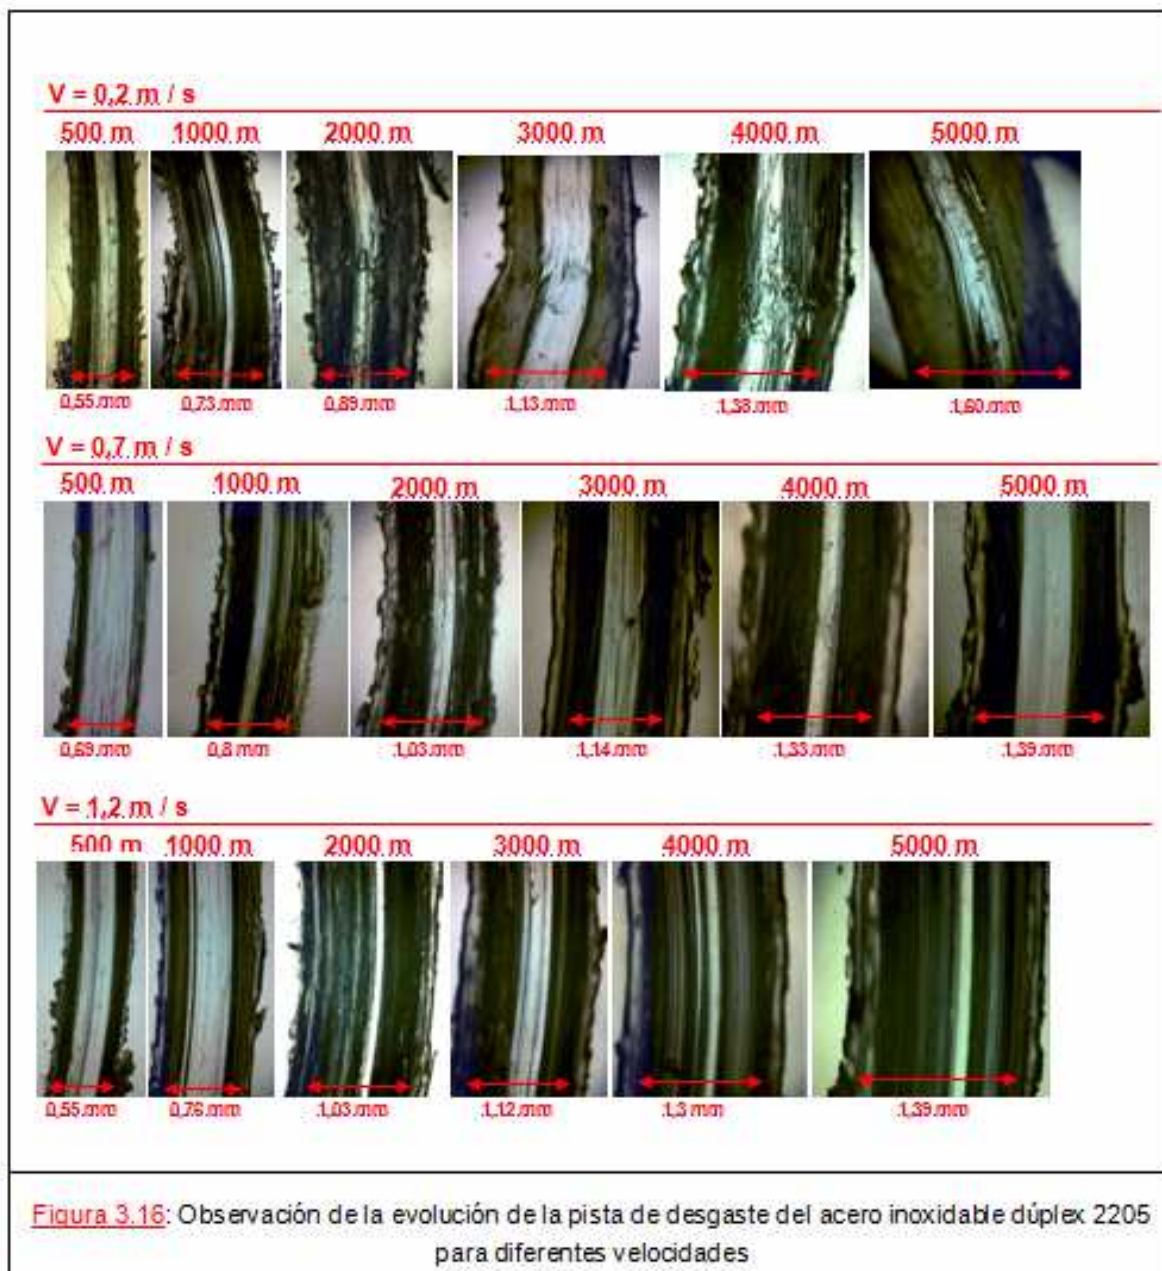 V = 0,2 m / s
500 m 1000 m 2000 m 3000 m 4000 m 5000 m
0,55 mm 0,73 mm 0,89 mm 1,13 mm 1,38 mm 1,60 mm
V = 0,7 m / s
500 m 1000 m 2000 m 3000 m 4000 m 5000 m
0,69 mm 0,8 mm 1,03 mm 1,14 mm 1,33 mm 1,39 mm
V = 1,2 m / s
500 m 1000 m 2000 m 3000 m 4000 m 5000 m
0,55 mm 0,76 mm 1,03 mm 1,12 mm 1,3 mm 1,39 mm
Figura 3.16: Observación de la evolución de la pista de desgaste del acero inoxidable dúplex 2205
para diferentes velocidades